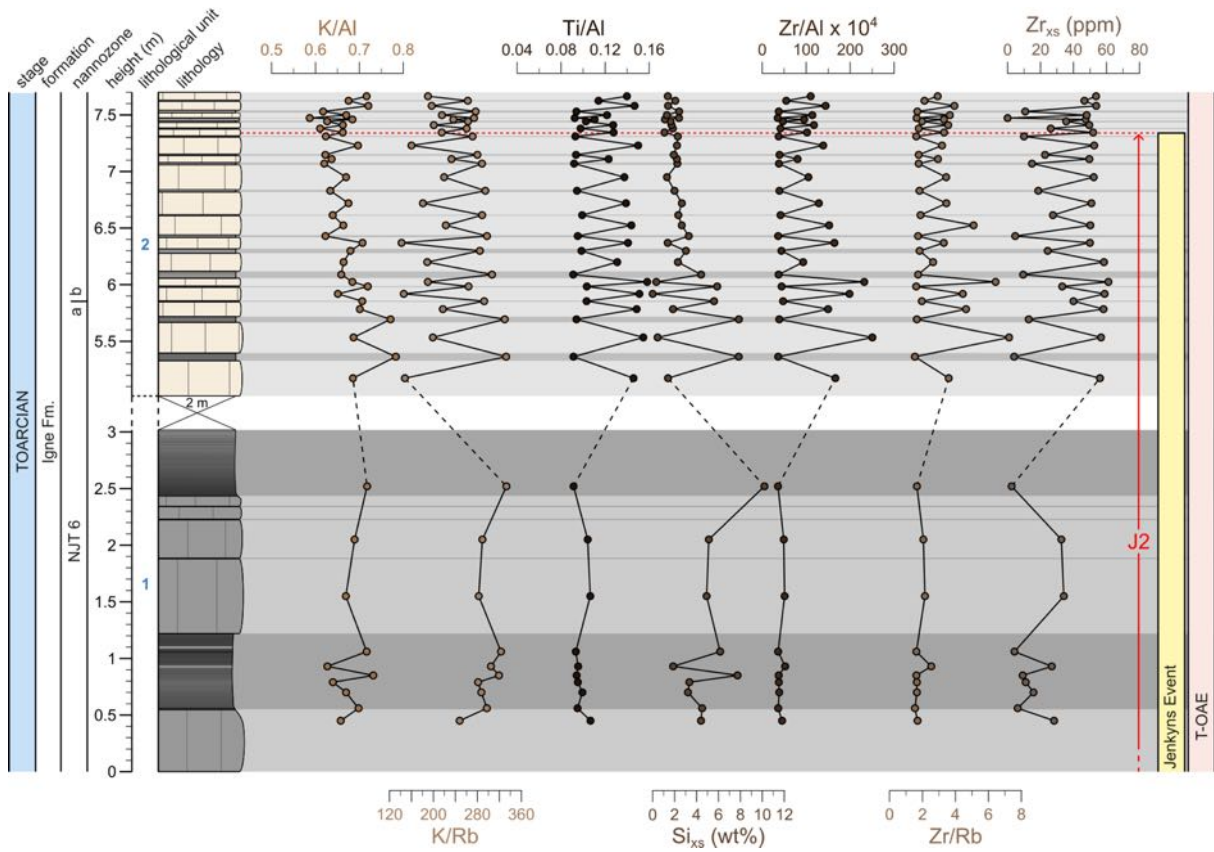 stage
formation
nannozone
height (m)
lithological unit
lithology
K/Al
0.5 0.6 0.7 0.8
Ti/Al
0.04 0.08 0.12 0.16
Zr/Al x 10⁴
0 100 200 300
Zrₓₛ (ppm)
0 20 40 60 80
TOARCIAN
Igne Fm.
NJT 6
a b
7.5
7
6.5
6
5.5
3
2.5
2
1.5
1
0.5
0
2
1
2 m
J2
Jenkyns Event
T-OAE
120 200 280 360
K/Rb
0 2 4 6 8 10 12
Siₓₛ (wt%)
0 2 4 6 8
Zr/Rb